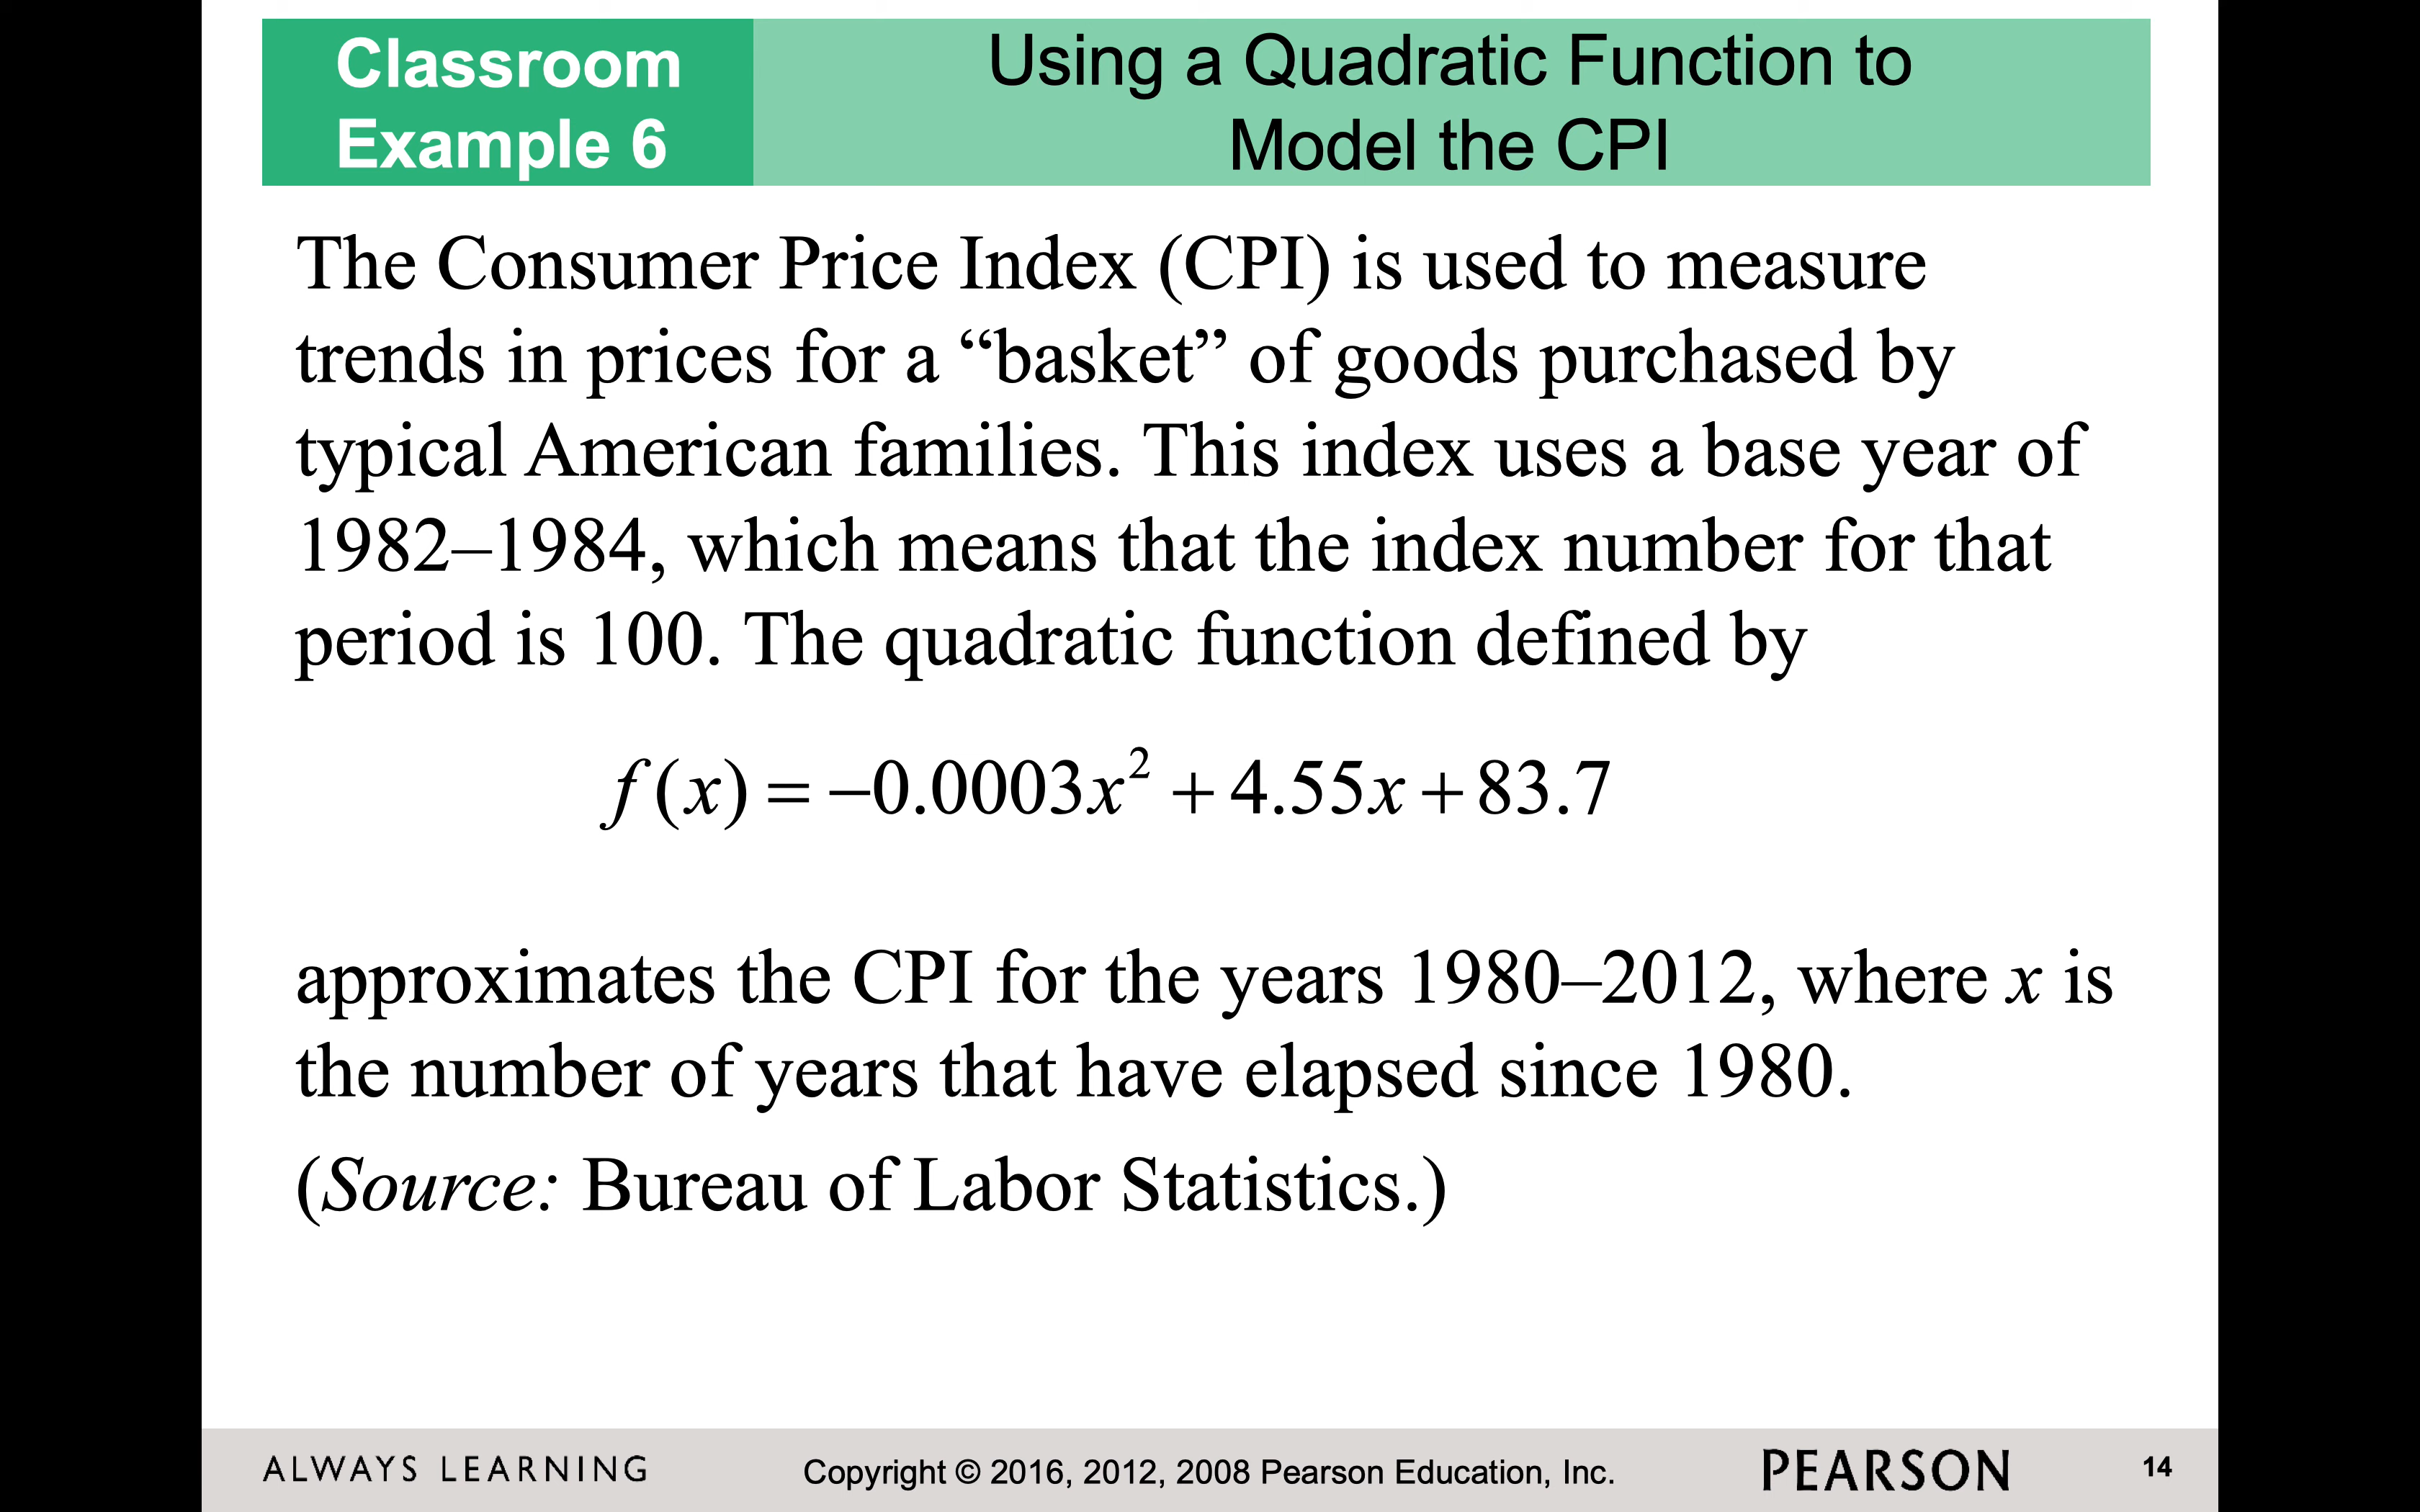 Classroom
Example 6
Using a Quadratic Function to
Model the CPI
The Consumer Price Index (CPI) is used to measure
trends in prices for a “basket” of goods purchased by
typical American families. This index uses a base year of
1982–1984, which means that the index number for that
period is 100. The quadratic function defined by
f(x) = −0.0003x² + 4.55x + 83.7
approximates the CPI for the years 1980–2012, where x is
the number of years that have elapsed since 1980.
(Source: Bureau of Labor Statistics.)
ALWAYS LEARNING
Copyright © 2016, 2012, 2008 Pearson Education, Inc.
PEARSON
14